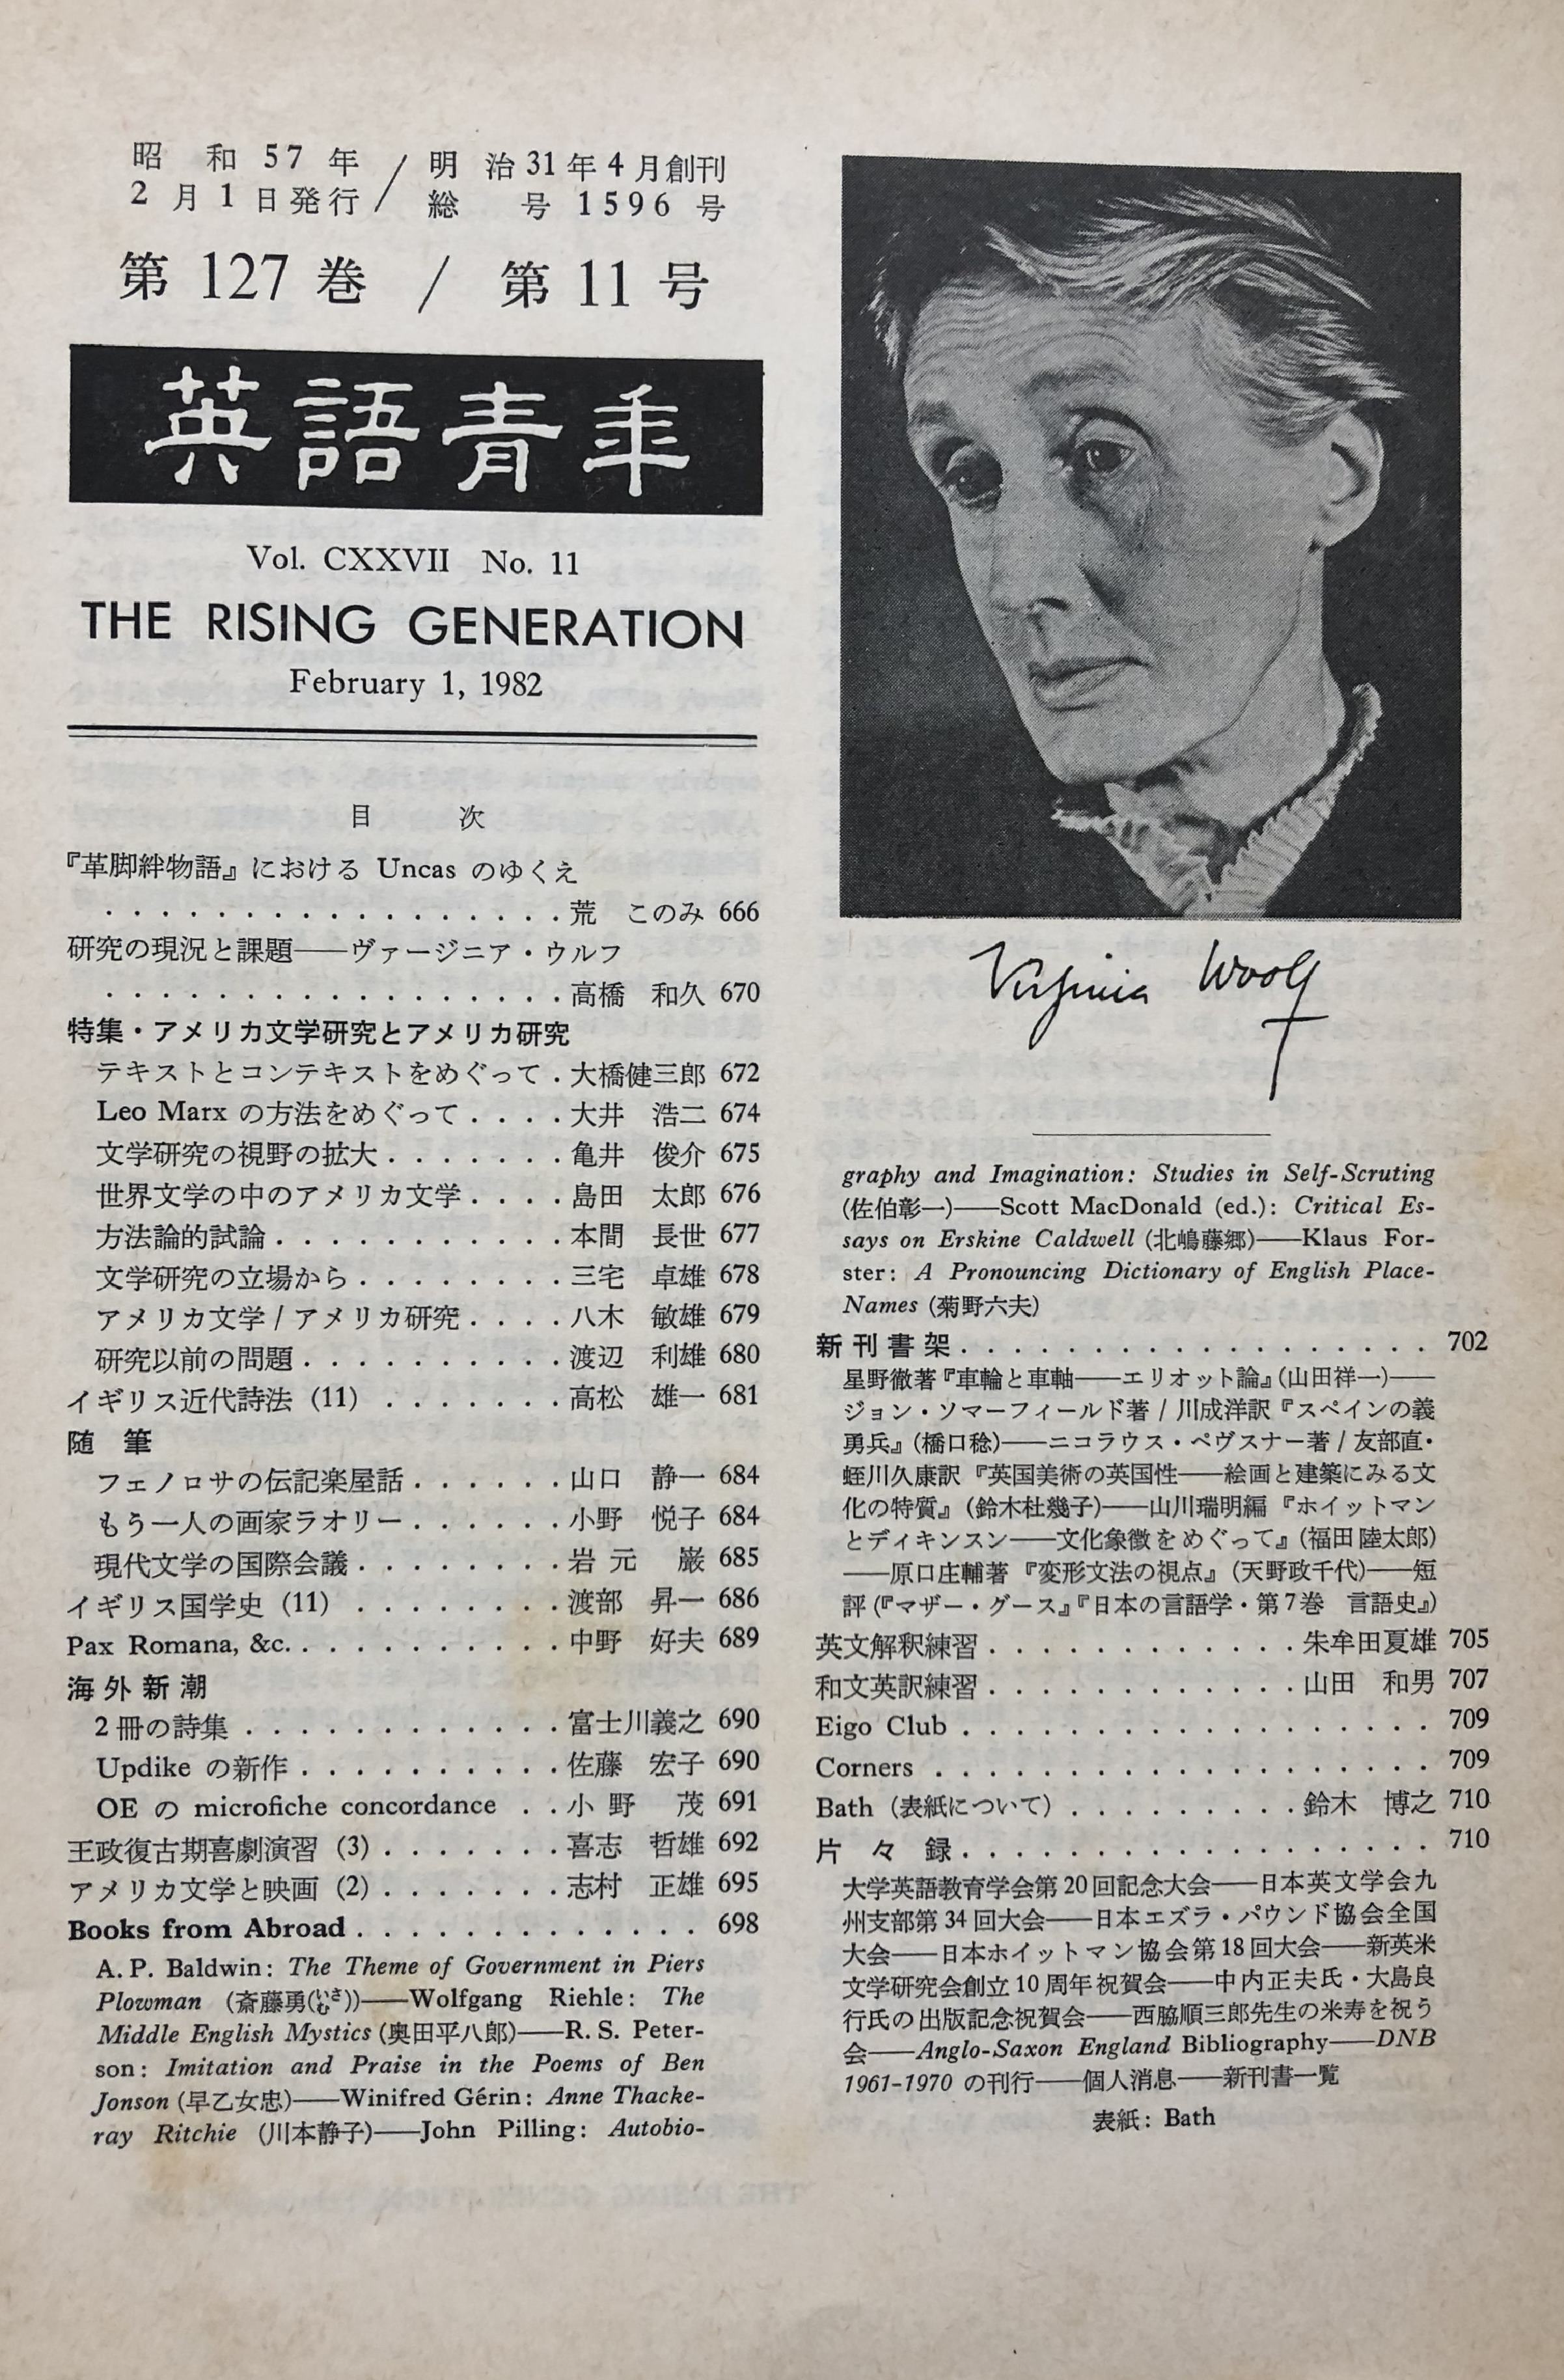 昭和57年 / 明治31年4月創刊
2月1日発行 / 総号1596号
第127巻 / 第11号
英語青年
Vol. CXXVII No. 11
THE RISING GENERATION
February 1, 1982
目次
『革脚絆物語』における Uncas のゆくえ
. . . . . . . . . . . . . . . . . 荒 このみ 666
研究の現況と課題——ヴァージニア・ウルフ
. . . . . . . . . . . . . . . . . 高橋 和久 670
特集・アメリカ文学研究とアメリカ研究
テキストとコンテキストをめぐって . 大橋健三郎 672
Leo Marx の方法をめぐって . . . . 大井 浩二 674
文学研究の視野の拡大 . . . . . . . 亀井 俊介 675
世界文学の中のアメリカ文学 . . . . 島田 太郎 676
方法論的試論 . . . . . . . . . . . 本間 長世 677
文学研究の立場から . . . . . . . . 三宅 卓雄 678
アメリカ文学 / アメリカ研究 . . . . 八木 敏雄 679
研究以前の問題 . . . . . . . . . . 渡辺 利雄 680
イギリス近代詩法 (11) . . . . . . . 高松 雄一 681
随筆
フェノロサの伝記楽屋話 . . . . . . 山口 静一 684
もう一人の画家ラオリー . . . . . . 小野 悦子 684
現代文学の国際会議 . . . . . . . . 岩元 巌 685
イギリス国学史 (11) . . . . . . . . 渡部 昇一 686
Pax Romana, &c. . . . . . . . . . . 中野 好夫 689
海外新潮
2冊の詩集 . . . . . . . . . . . . 富士川義之 690
Updike の新作 . . . . . . . . . . 佐藤 宏子 690
OE の microfiche concordance . . 小野 茂 691
王政復古期喜劇演習 (3) . . . . . . . 喜志 哲雄 692
アメリカ文学と映画 (2) . . . . . . . 志村 正雄 695
Books from Abroad . . . . . . . . . . . . . 698
A. P. Baldwin: The Theme of Government in Piers
Plowman (斎藤勇(いさむ))——Wolfgang Riehle: The
Middle English Mystics (奥田平八郎)——R. S. Peter-
son: Imitation and Praise in the Poems of Ben
Jonson (早乙女忠)——Winifred Gérin: Anne Thacke-
ray Ritchie (川本静子)——John Pilling: Autobio-
Virginia Woolf
graphy and Imagination: Studies in Self-Scruting
(佐伯彰一)——Scott MacDonald (ed.): Critical Es-
says on Erskine Caldwell (北嶋藤郷)——Klaus For-
ster: A Pronouncing Dictionary of English Place-
Names (菊野六夫)
新刊書架 . . . . . . . . . . . . . . . . . . 702
星野徹著『車輪と車軸——エリオット論』(山田祥一)——
ジョン・ソマーフィールド著 / 川成洋訳『スペインの義
勇兵』(橋口稔)——ニコラウス・ペヴスナー著 / 友部直・
蛭川久康訳『英国美術の英国性——絵画と建築にみる文
化の特質』(鈴木杜幾子)——山川瑞明編『ホイットマン
とディキンスン——文化象徴をめぐって』(福田陸太郎)
——原口庄輔著『変形文法の視点』(天野政千代)——短
評(『マザー・グース』『日本の言語学・第7巻 言語史』)
英文解釈練習 . . . . . . . . . . . . 朱牟田夏雄 705
和文英訳練習 . . . . . . . . . . . . 山田 和男 707
Eigo Club . . . . . . . . . . . . . . . . . . 709
Corners . . . . . . . . . . . . . . . . . . . 709
Bath (表紙について) . . . . . . . . . 鈴木 博之 710
片々録 . . . . . . . . . . . . . . . . . . 710
大学英語教育学会第20回記念大会——日本英文学会九
州支部第34回大会——日本エズラ・パウンド協会全国
大会——日本ホイットマン協会第18回大会——新英米
文学研究会創立10周年祝賀会——中内正夫氏・大島良
行氏の出版記念祝賀会——西脇順三郎先生の米寿を祝う
会——Anglo-Saxon England Bibliography——DNB
1961-1970 の刊行——個人消息——新刊書一覧
表紙: Bath